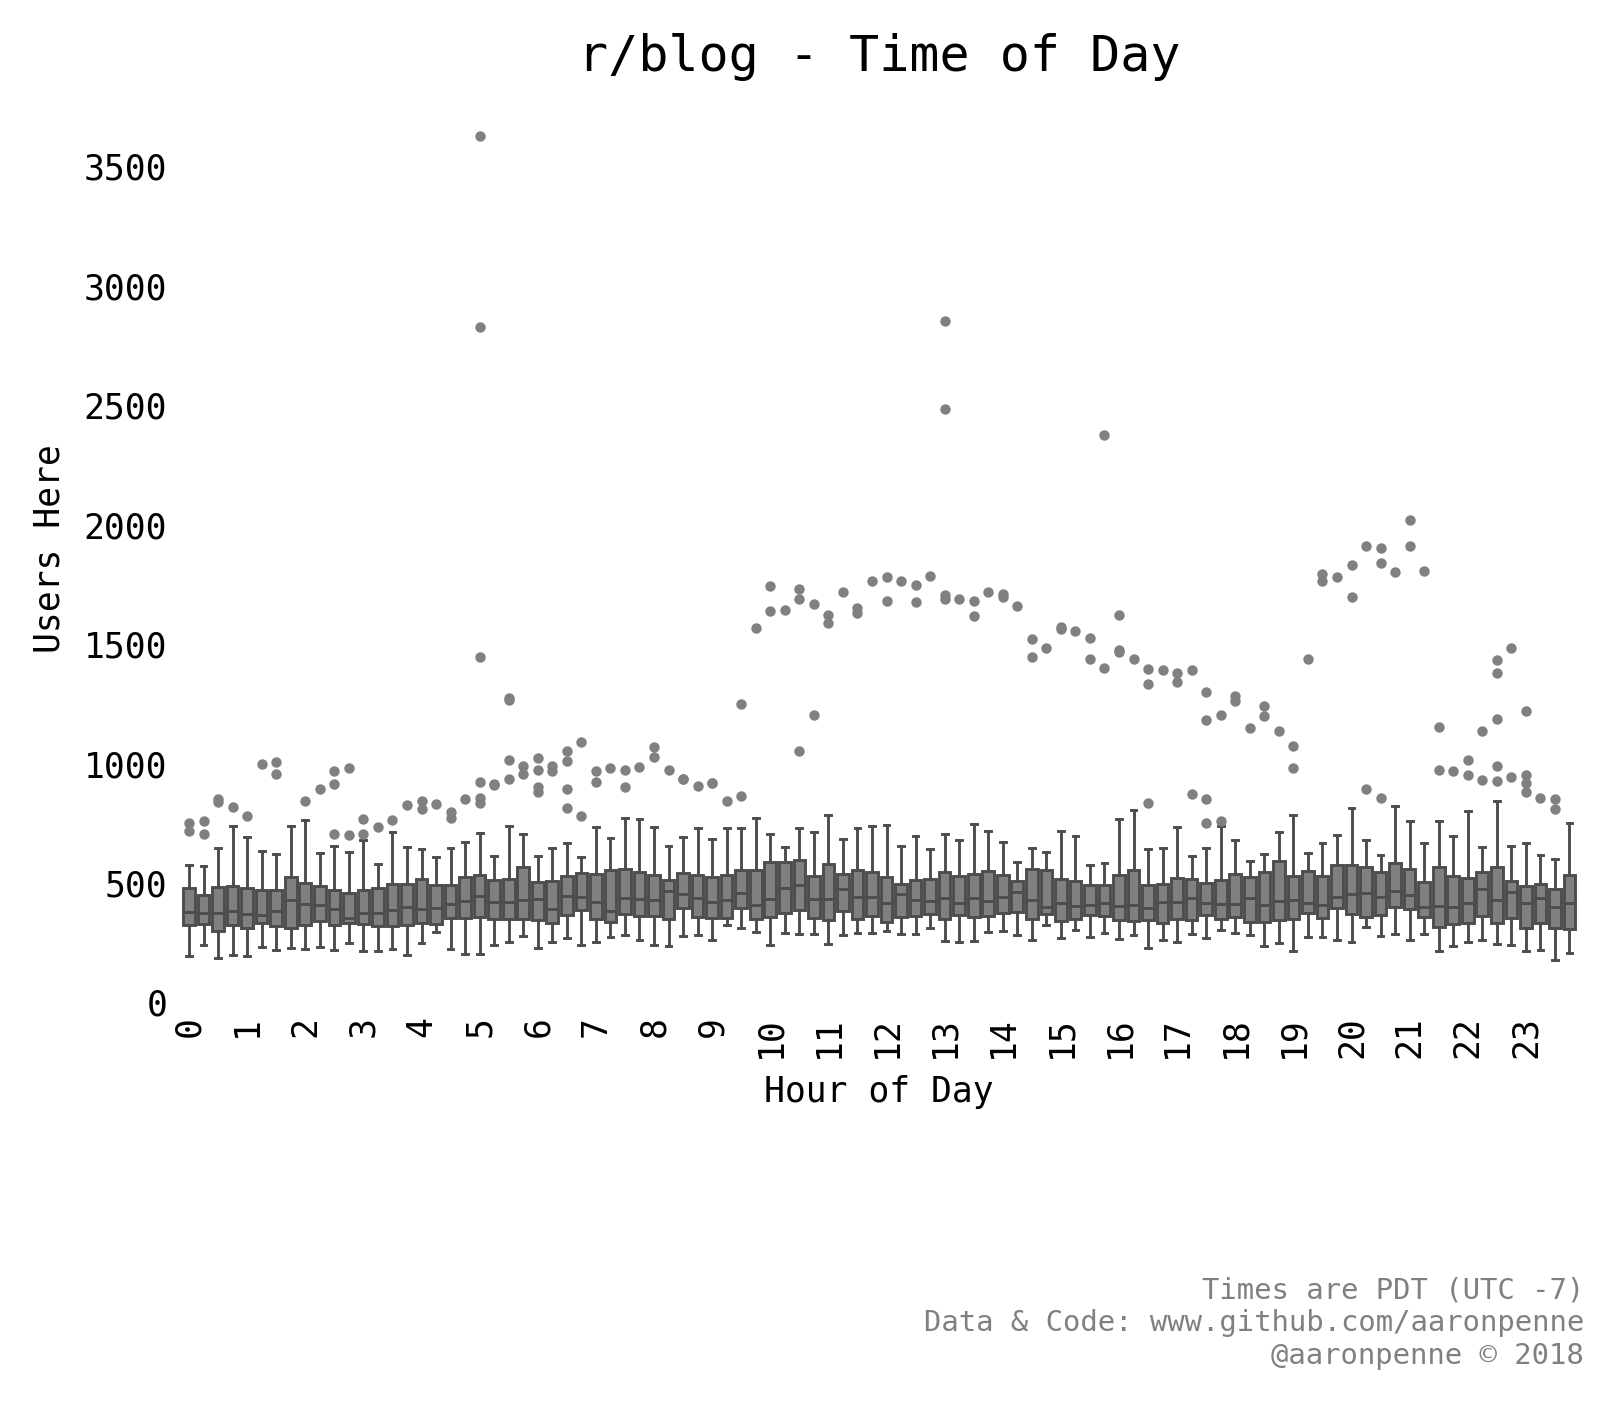 r/blog - Time of Day
3500
3000
2500
2000
1500
1000
500
0
Users Here
0 1 2 3 4 5 6 7 8 9 10 11 12 13 14 15 16 17 18 19 20 21 22 23
Hour of Day
Times are PDT (UTC -7)
Data & Code: www.github.com/aaronpenne
@aaronpenne © 2018